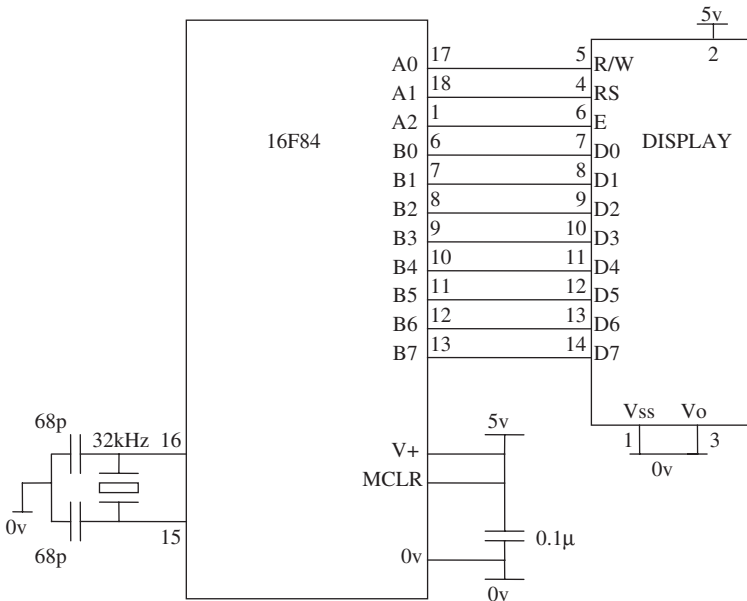 5v
2
A0 17 5 R/W
A1 18 4 RS
A2 1 6 E
16F84 B0 6 7 D0 DISPLAY
B1 7 8 D1
B2 8 9 D2
B3 9 10 D3
B4 10 11 D4
B5 11 12 D5
B6 12 13 D6
B7 13 14 D7
68p
32kHz 16
5v
Vss Vo
1 3
0v
V+
MCLR
0v
15
68p
0.1µ
0v
0v